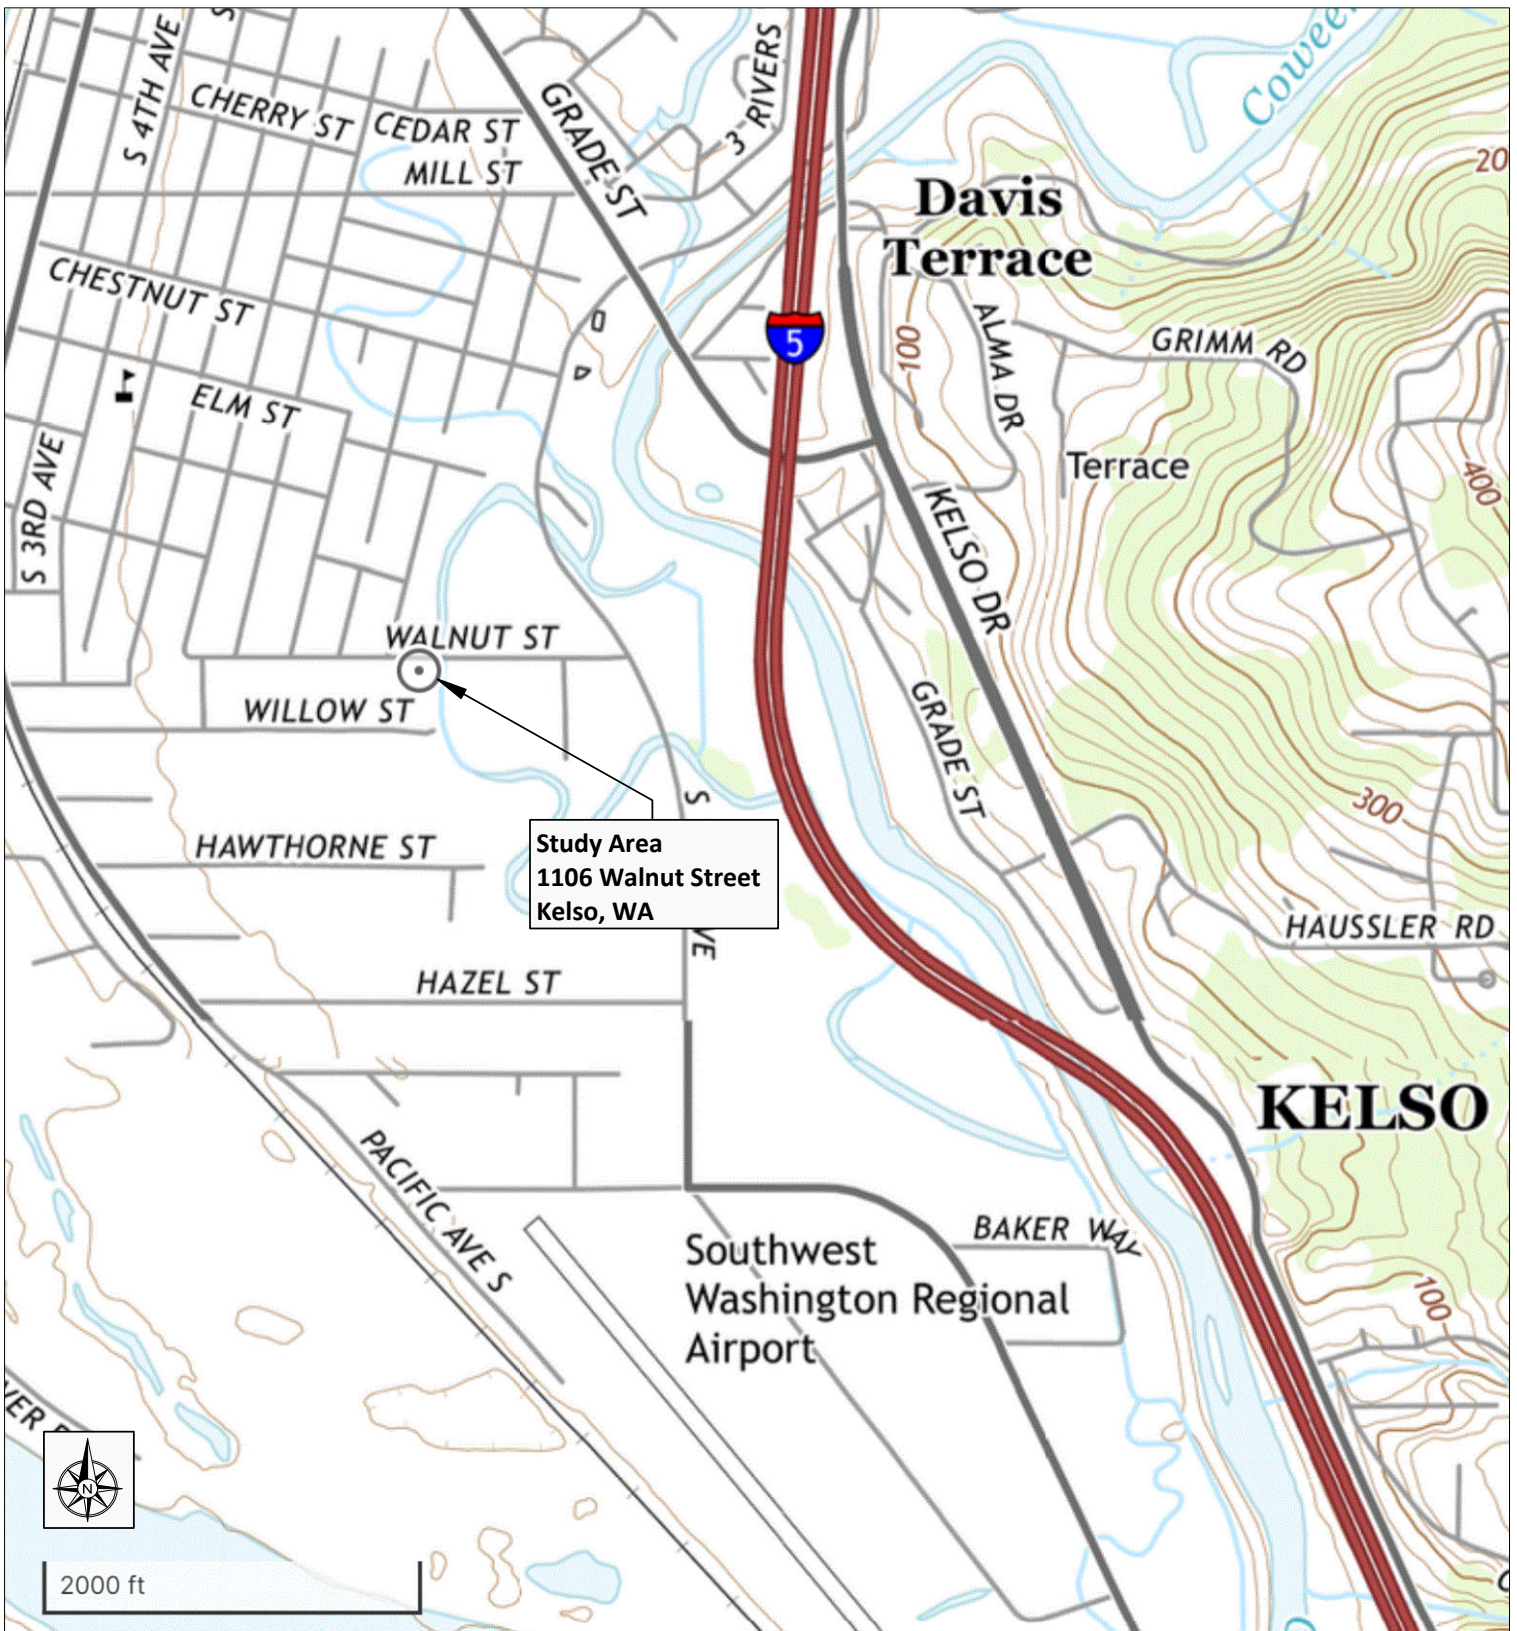 S 4TH AVE
S
CHERRY ST
CEDAR ST
MILL ST
GRADE ST
3 RIVERS
Davis
Terrace
20
CHESTNUT ST
5
100
ALMA DR
GRIMM RD
ELM ST
S 3RD AVE
Terrace
400
KELSO DR
WALNUT ST
WILLOW ST
GRADE ST
S
300
Study Area
1106 Walnut Street
Kelso, WA
HAWTHORNE ST
VE
HAUSSLER RD
HAZEL ST
KELSO
PACIFIC AVE S
Southwest
Washington Regional
Airport
BAKER WAY
100
N
2000 ft